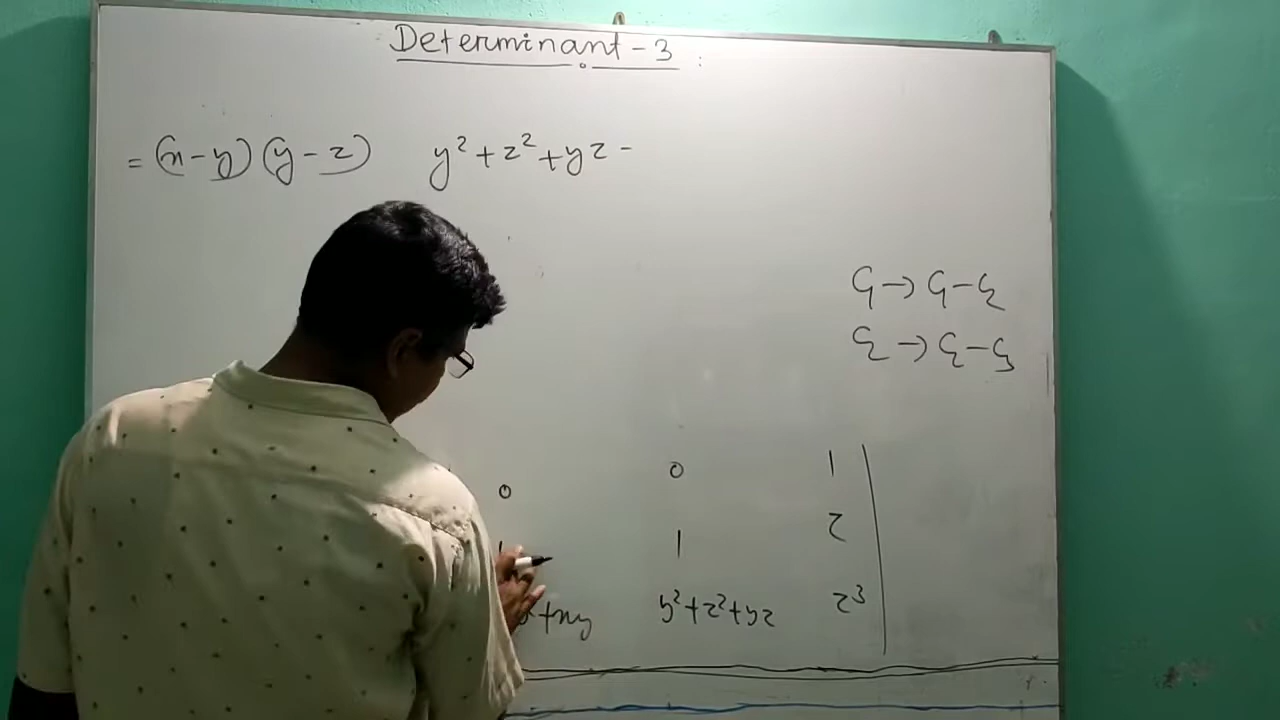 Determinant - 3 :
= (x-y) (y-z) y²+z²+yz -
C₁→C₁-C₂
C₂→C₂-C₃
0 0 1
1 z
+xy y²+z²+yz z³